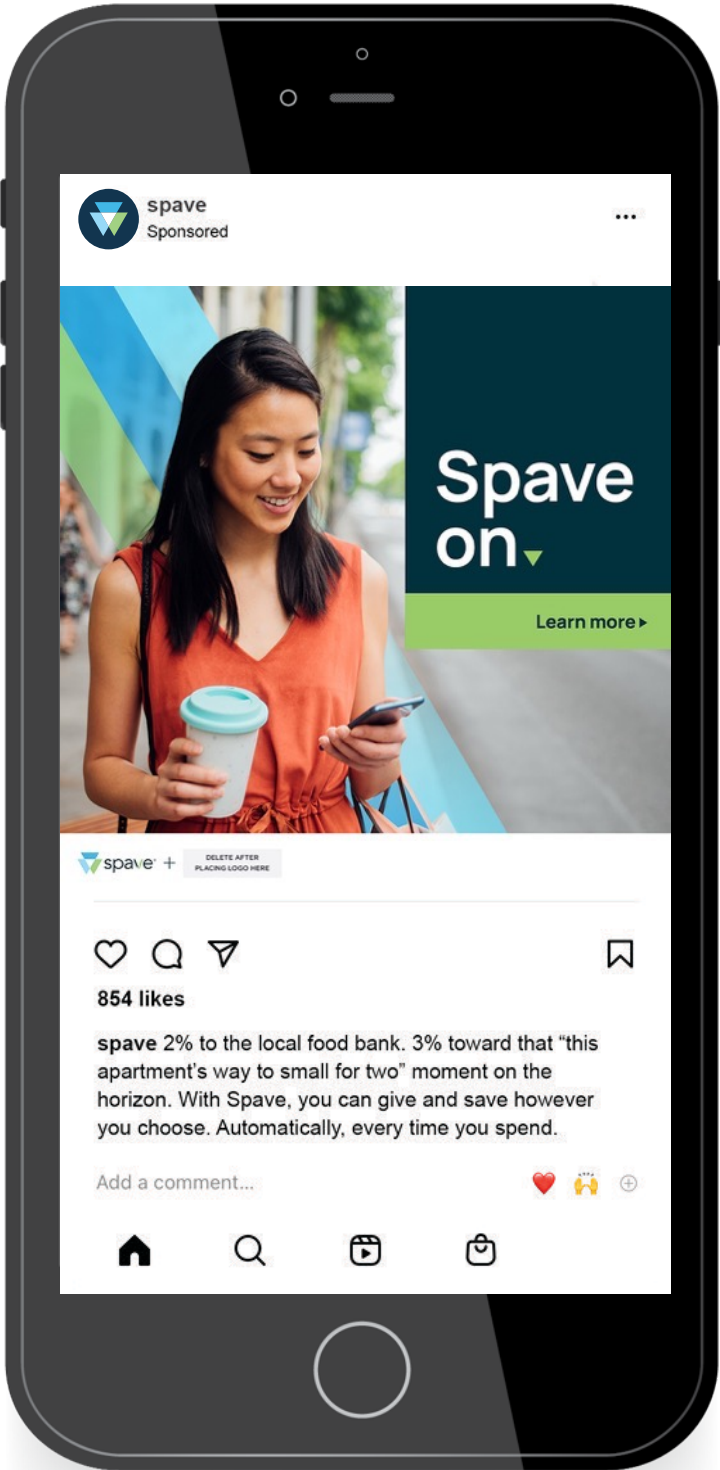 spave
Sponsored
Spave
on
Learn more
spave +
DELETE AFTER
PLACING LOGO HERE
854 likes
spave 2% to the local food bank. 3% toward that “this
apartment’s way to small for two” moment on the
horizon. With Spave, you can give and save however
you choose. Automatically, every time you spend.
Add a comment...